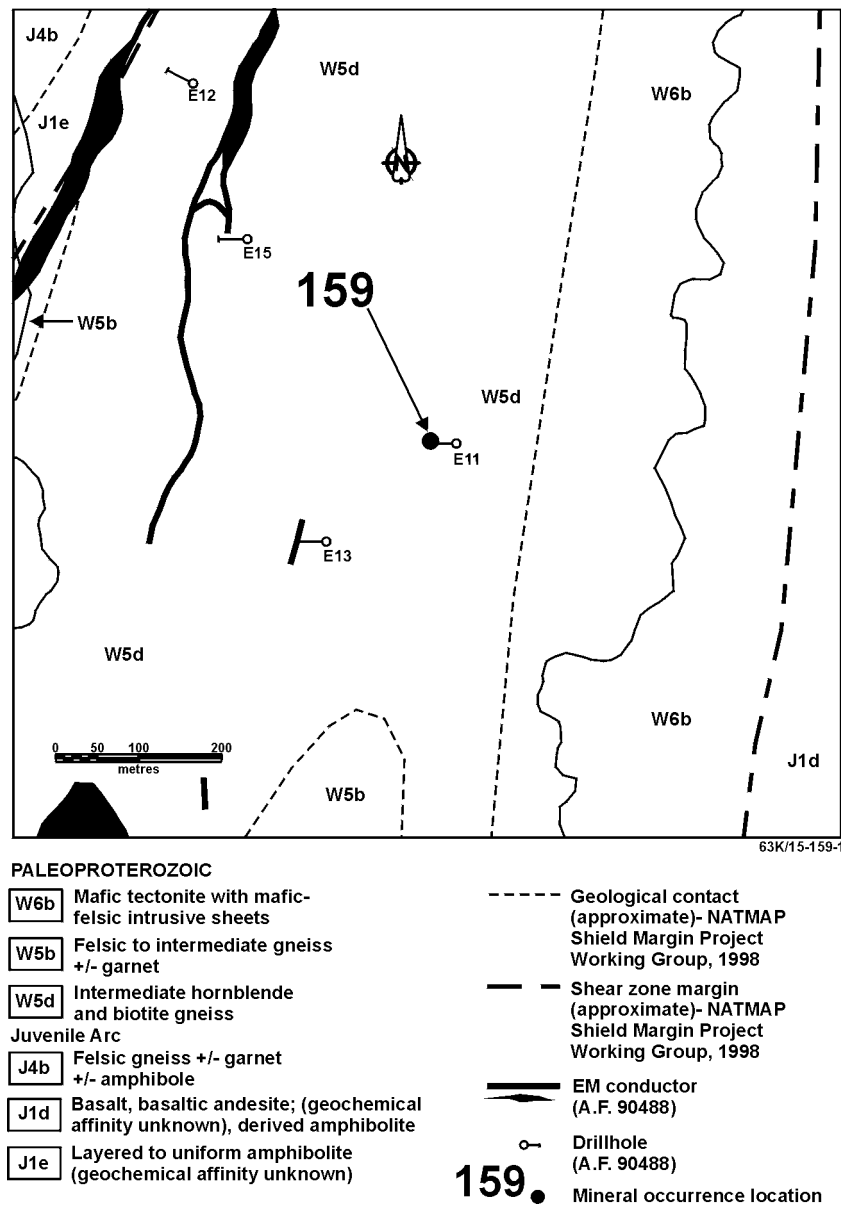 J4b
W5d
W6b
E12
J1e
N
E15
159
W5b
W5d
E11
E13
W5d
W6b
0 50 100 200
metres
J1d
W5b
63K/15-159-1
PALEOPROTEROZOIC
W6b Mafic tectonite with mafic-
felsic intrusive sheets
W5b Felsic to intermediate gneiss
+/- garnet
W5d Intermediate hornblende
and biotite gneiss
Juvenile Arc
J4b Felsic gneiss +/- garnet
+/- amphibole
J1d Basalt, basaltic andesite; (geochemical
affinity unknown), derived amphibolite
J1e Layered to uniform amphibolite
(geochemical affinity unknown)
Geological contact
(approximate)- NATMAP
Shield Margin Project
Working Group, 1998
Shear zone margin
(approximate)- NATMAP
Shield Margin Project
Working Group, 1998
EM conductor
(A.F. 90488)
Drillhole
(A.F. 90488)
159 Mineral occurrence location